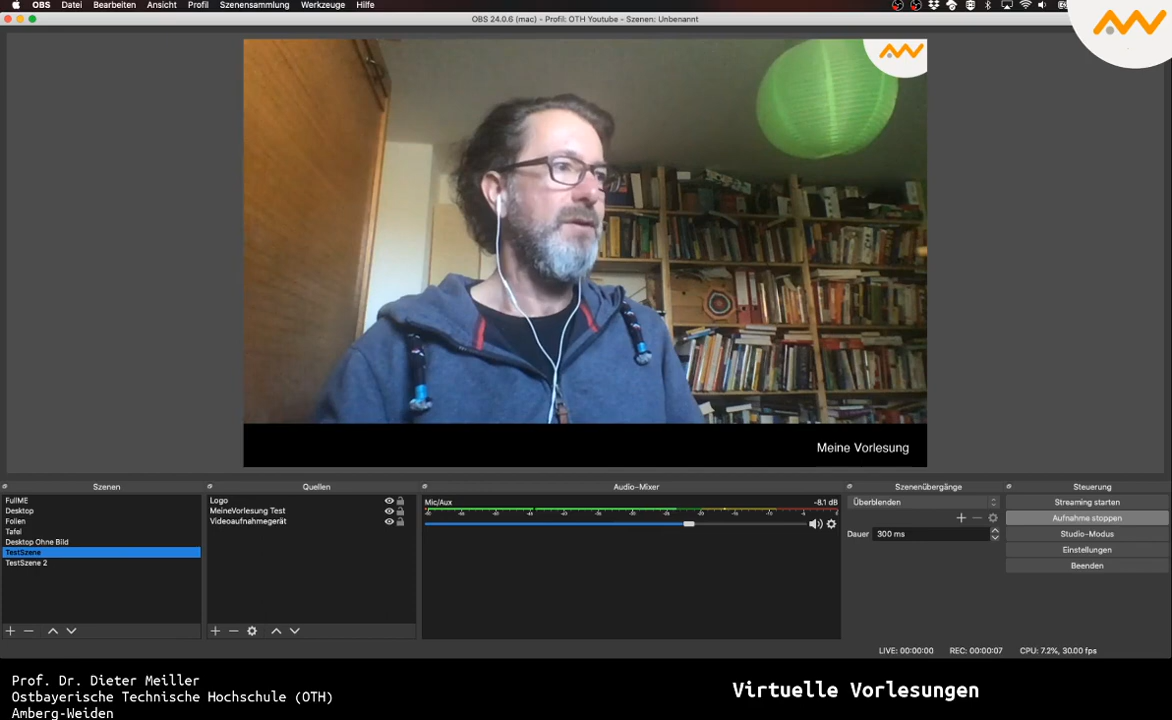 OBS Datei Bearbeiten Ansicht Profil Szenensammlung Werkzeuge Hilfe
OBS 24.0.6 (mac) - Profil: OTH Youtube - Szenen: Unbenannt
Meine Vorlesung
Szenen
FullME
Desktop
Folien
Tafel
Desktop Ohne Bild
TestSzene
TestSzene 2
Quellen
Logo
MeineVorlesung Test
Videoaufnahmegerät
Audio-Mixer
Mic/Aux -8.1 dB
Szenenübergänge
Überblenden
Dauer 300 ms
Steuerung
Streaming starten
Aufnahme stoppen
Studio-Modus
Einstellungen
Beenden
LIVE: 00:00:00 REC: 00:00:07 CPU: 7.2%, 30.00 fps
Prof. Dr. Dieter Meiller
Ostbayerische Technische Hochschule (OTH)
Amberg-Weiden
Virtuelle Vorlesungen